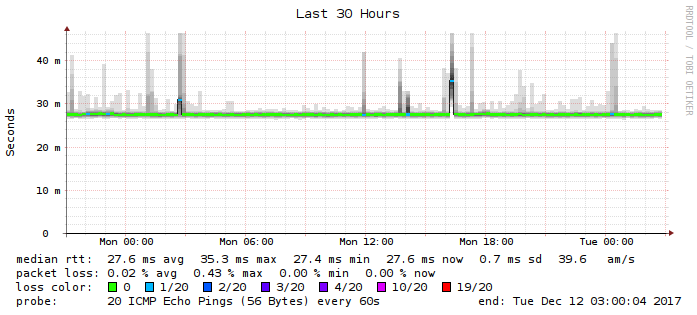 Last 30 Hours
RRDTOOL / TOBI OETIKER
Seconds
40 m
30 m
20 m
10 m
0
Mon 00:00 Mon 06:00 Mon 12:00 Mon 18:00 Tue 00:00
median rtt: 27.6 ms avg 35.3 ms max 27.4 ms min 27.6 ms now 0.7 ms sd 39.6 am/s
packet loss: 0.02 % avg 0.43 % max 0.00 % min 0.00 % now
loss color: 0 1/20 2/20 3/20 4/20 10/20 19/20
probe: 20 ICMP Echo Pings (56 Bytes) every 60s end: Tue Dec 12 03:00:04 2017